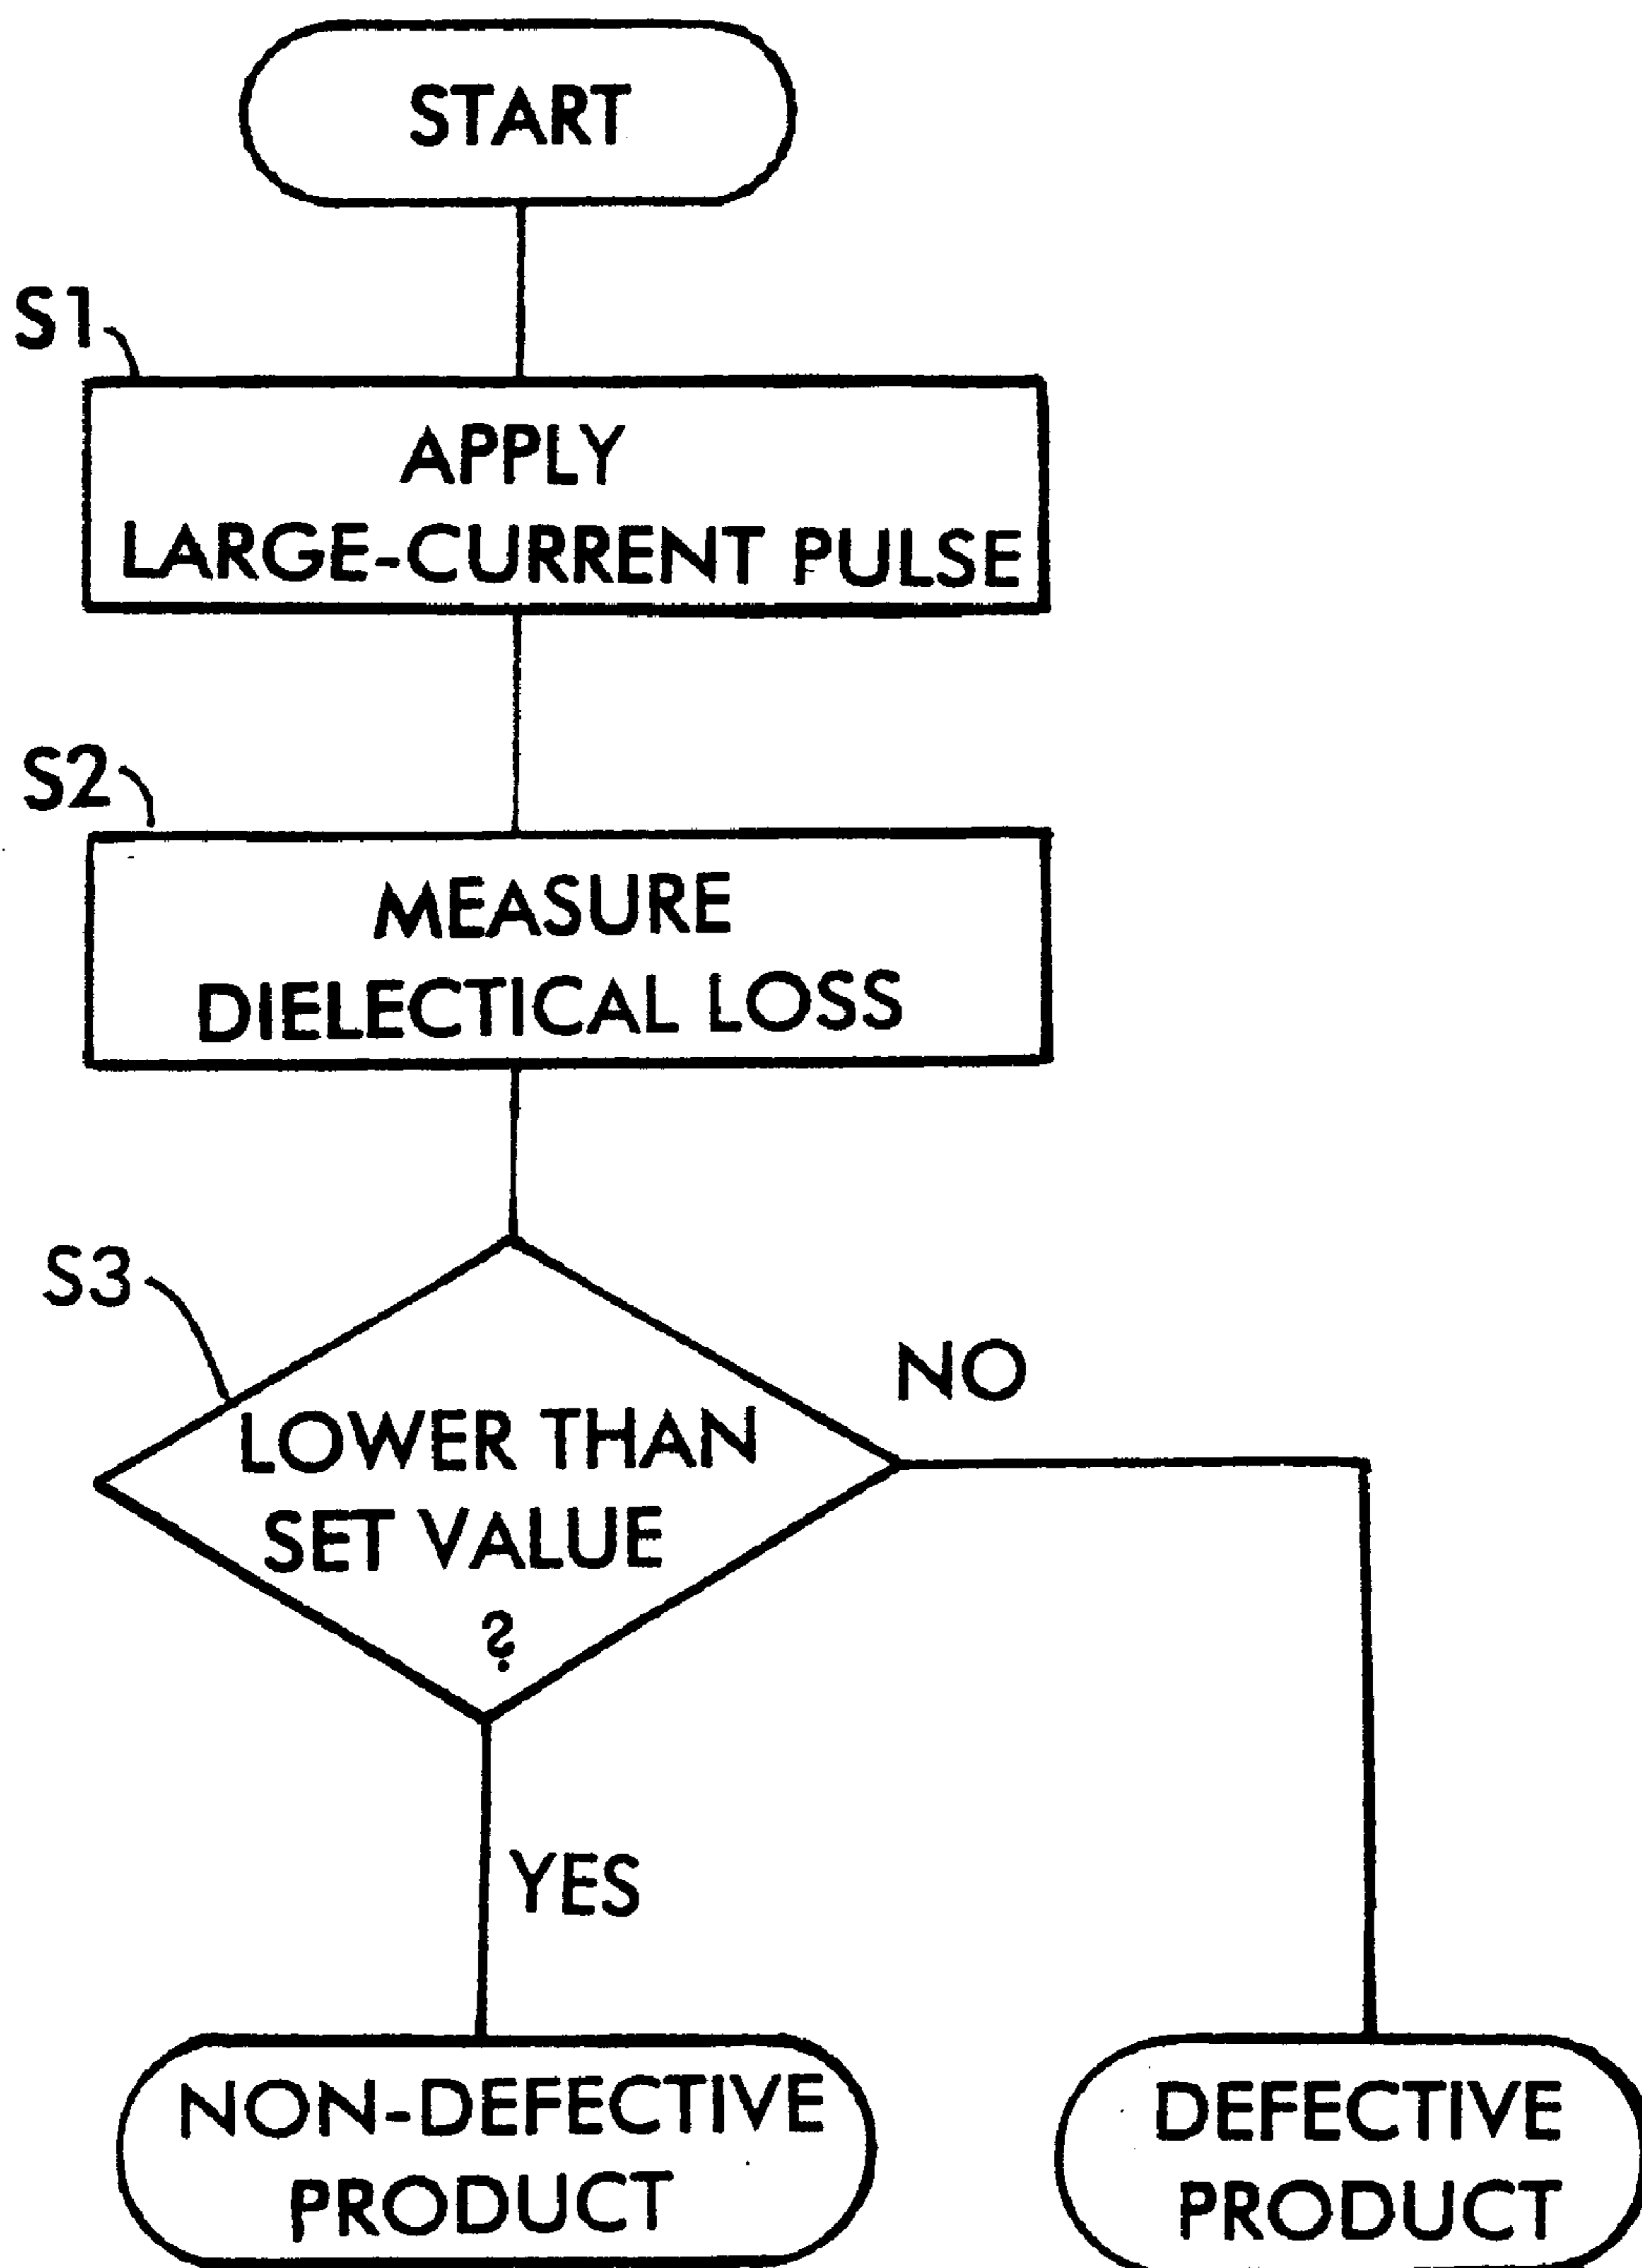 START
S1
APPLY
LARGE-CURRENT PULSE
S2
MEASURE
DIELECTICAL LOSS
S3
LOWER THAN
SET VALUE
?
NO
YES
NON-DEFECTIVE
PRODUCT
DEFECTIVE
PRODUCT